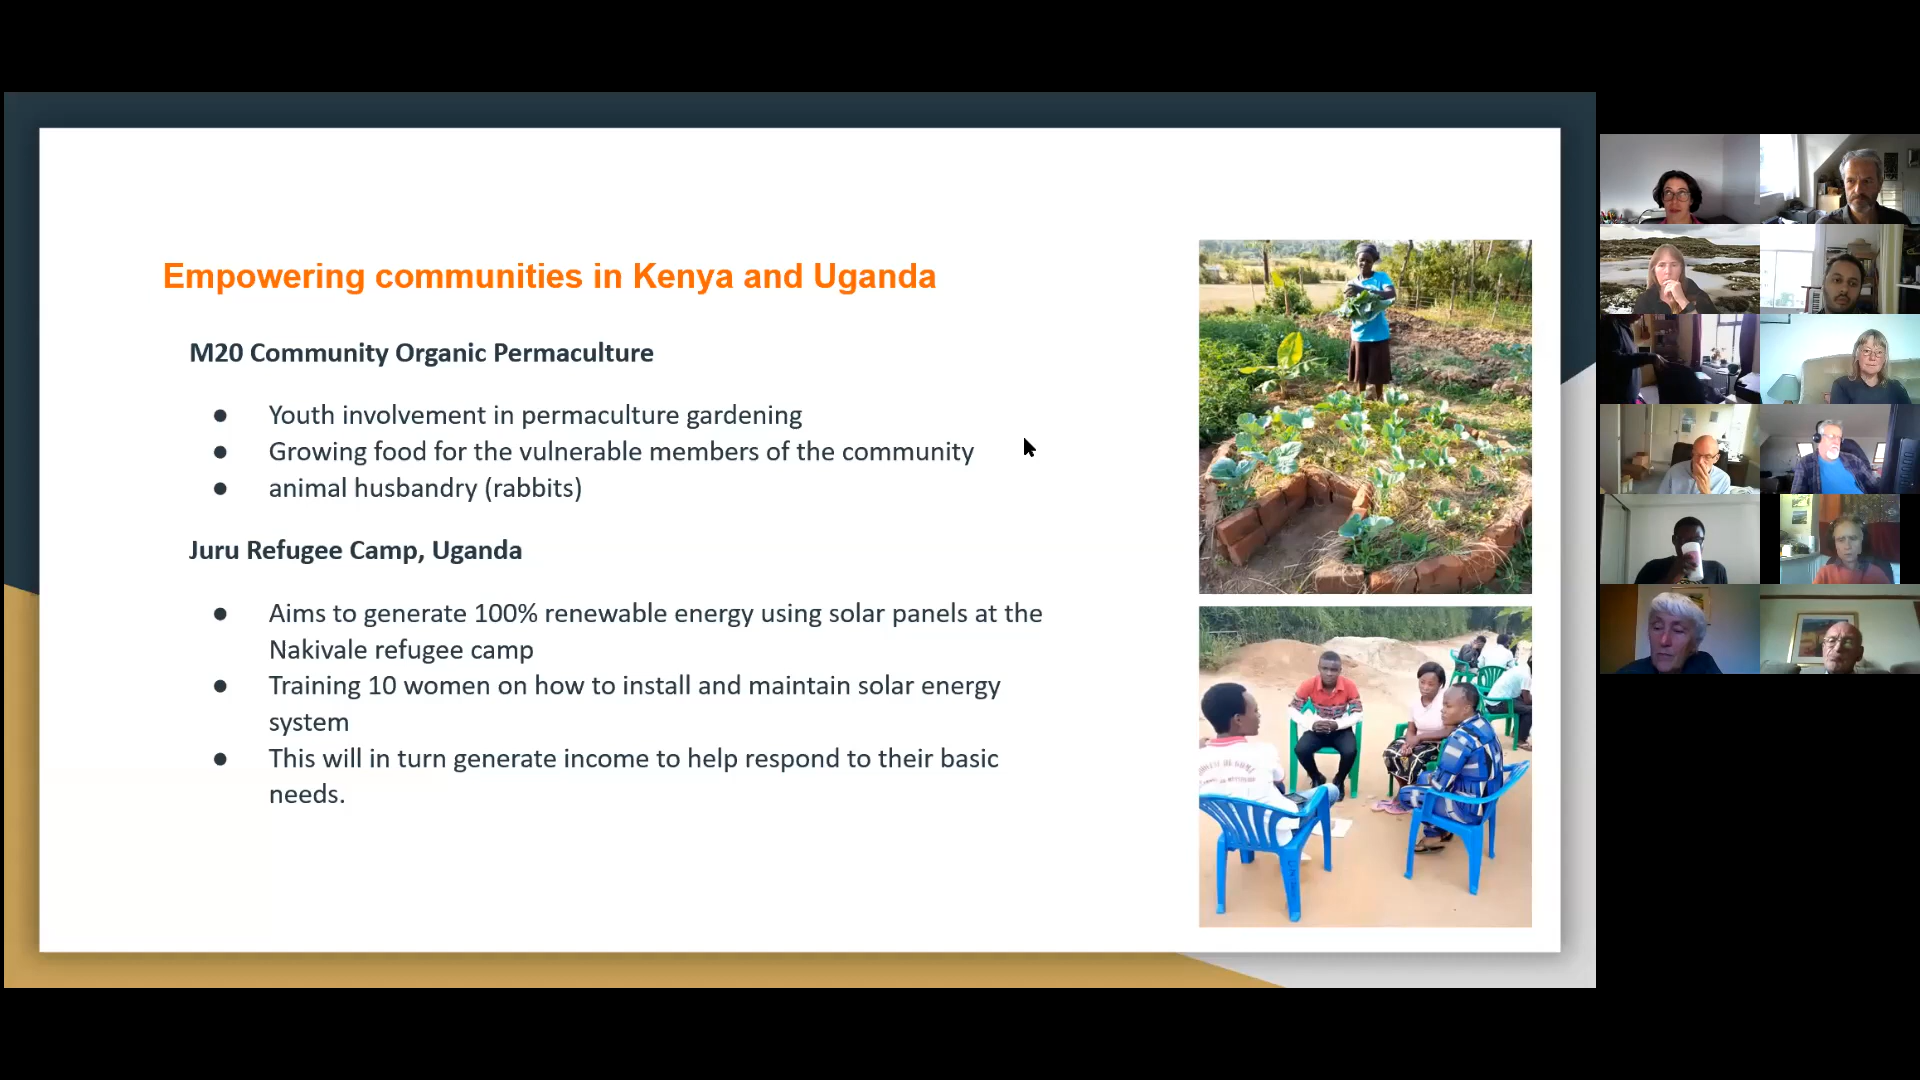 Empowering communities in Kenya and Uganda
M20 Community Organic Permaculture
● Youth involvement in permaculture gardening
● Growing food for the vulnerable members of the community
● animal husbandry (rabbits)
Juru Refugee Camp, Uganda
● Aims to generate 100% renewable energy using solar panels at the
Nakivale refugee camp
● Training 10 women on how to install and maintain solar energy
system
● This will in turn generate income to help respond to their basic
needs.